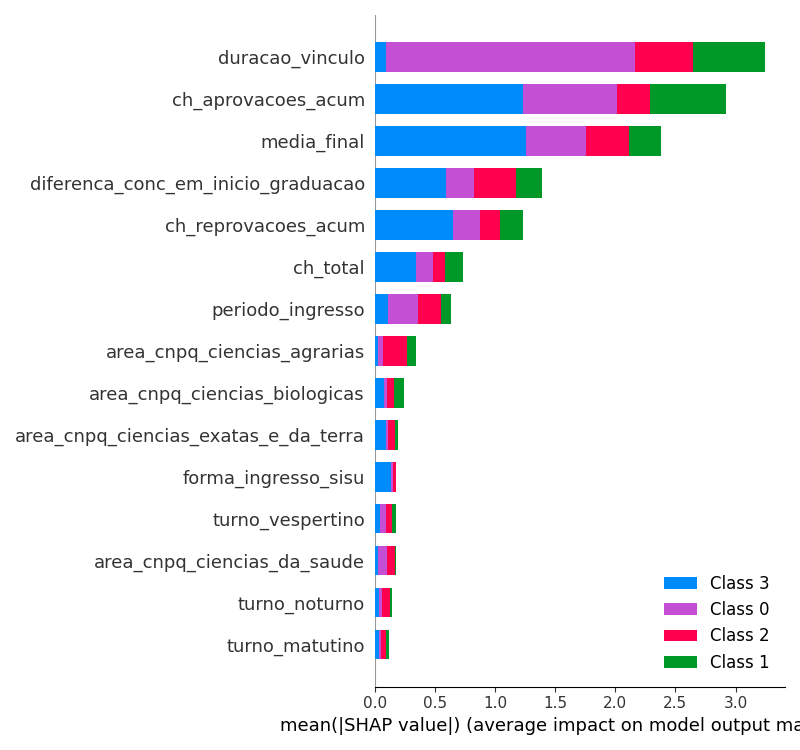 duracao_vinculo
ch_aprovacoes_acum
media_final
diferenca_conc_em_inicio_graduacao
ch_reprovacoes_acum
ch_total
periodo_ingresso
area_cnpq_ciencias_agrarias
area_cnpq_ciencias_biologicas
area_cnpq_ciencias_exatas_e_da_terra
forma_ingresso_sisu
turno_vespertino
area_cnpq_ciencias_da_saude
turno_noturno
turno_matutino
Class 3
Class 0
Class 2
Class 1
0.0 0.5 1.0 1.5 2.0 2.5 3.0
mean(|SHAP value|) (average impact on model output ma